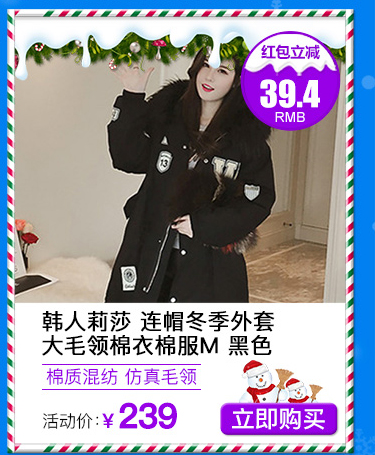 红包立减
39.4
RMB
13
韩人莉莎 连帽冬季外套
大毛领棉衣棉服M 黑色
棉质混纺 仿真毛领
活动价: ¥ 239
立即购买